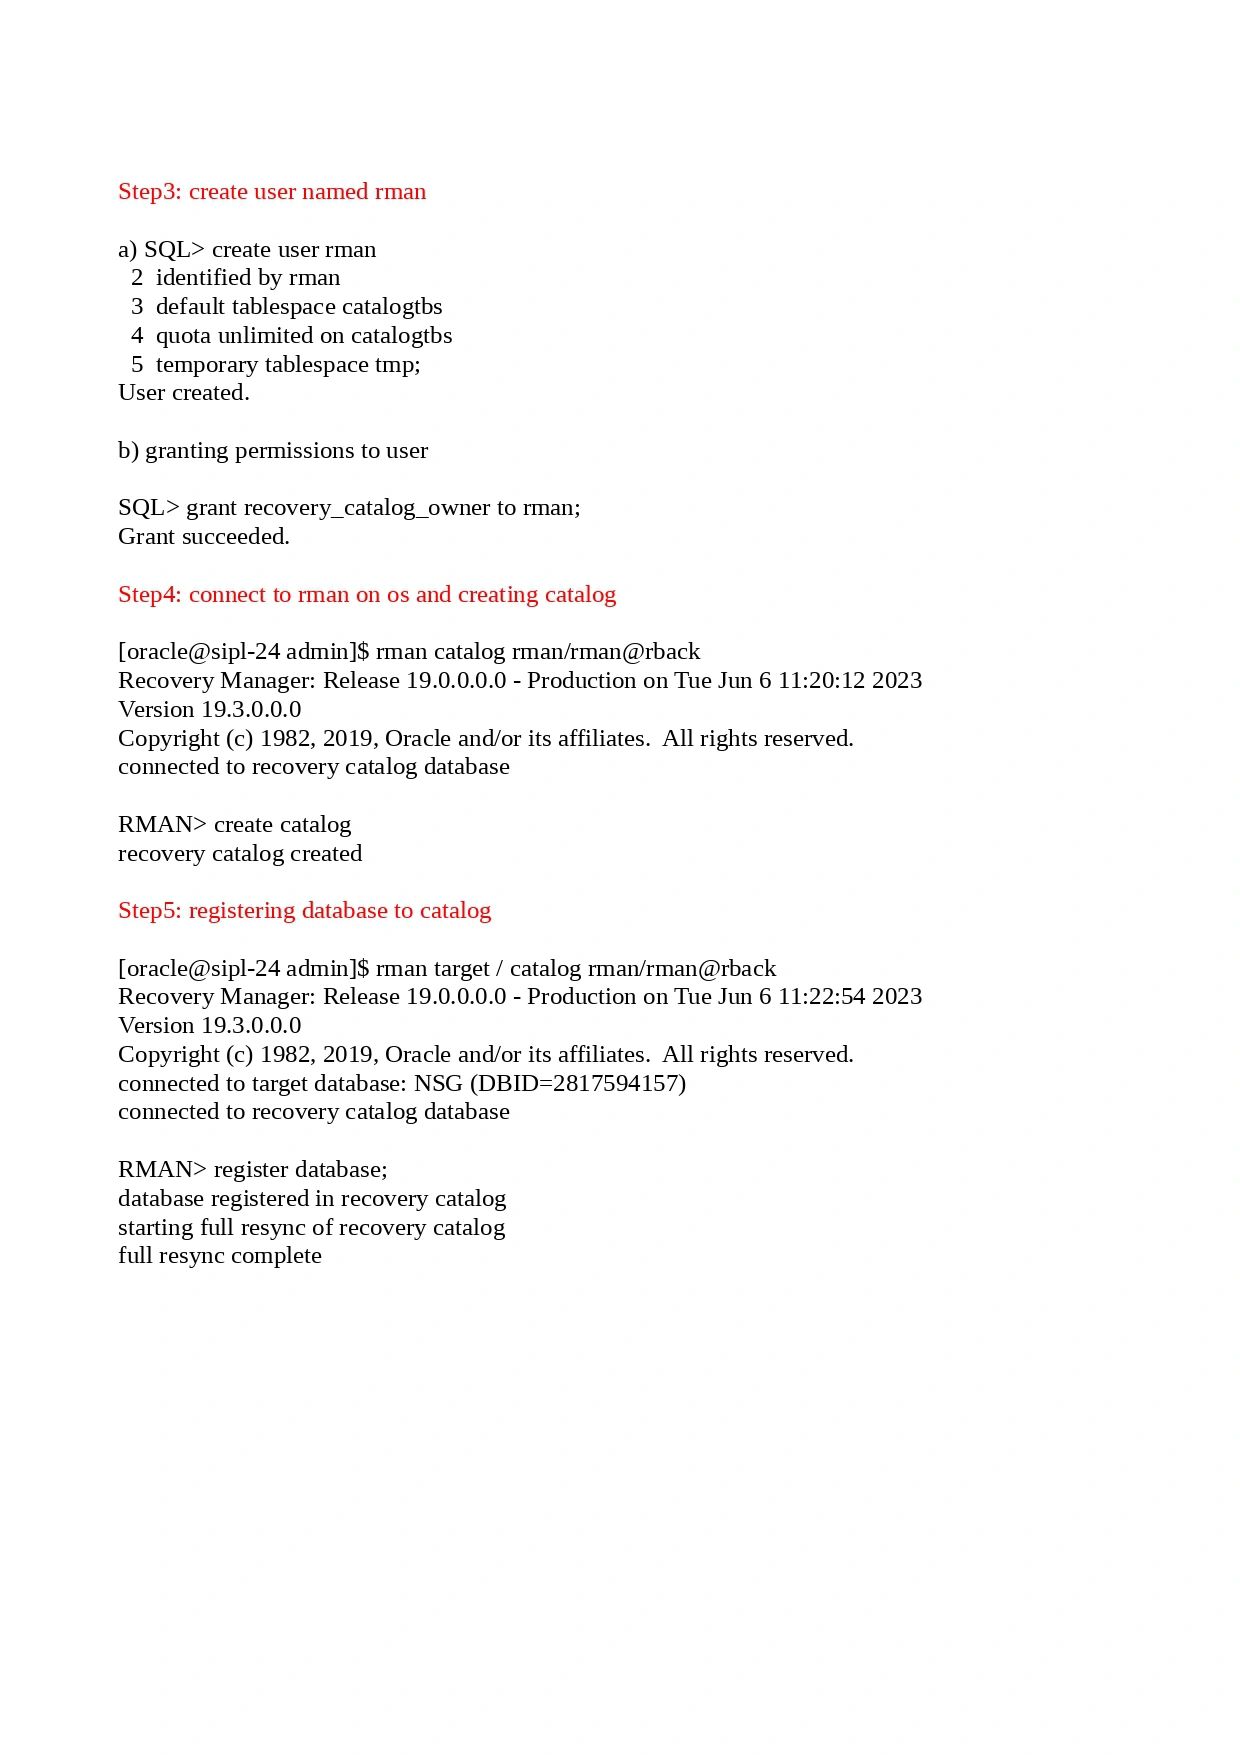 Step3: create user named rman
a) SQL> create user rman
2 identified by rman
3 default tablespace catalogtbs
4 quota unlimited on catalogtbs
5 temporary tablespace tmp;
User created.
b) granting permissions to user
SQL> grant recovery_catalog_owner to rman;
Grant succeeded.
Step4: connect to rman on os and creating catalog
[oracle@sipl-24 admin]$ rman catalog rman/rman@rback
Recovery Manager: Release 19.0.0.0.0 - Production on Tue Jun 6 11:20:12 2023
Version 19.3.0.0.0
Copyright (c) 1982, 2019, Oracle and/or its affiliates.  All rights reserved.
connected to recovery catalog database
RMAN> create catalog
recovery catalog created
Step5: registering database to catalog
[oracle@sipl-24 admin]$ rman target / catalog rman/rman@rback
Recovery Manager: Release 19.0.0.0.0 - Production on Tue Jun 6 11:22:54 2023
Version 19.3.0.0.0
Copyright (c) 1982, 2019, Oracle and/or its affiliates.  All rights reserved.
connected to target database: NSG (DBID=2817594157)
connected to recovery catalog database
RMAN> register database;
database registered in recovery catalog
starting full resync of recovery catalog
full resync complete